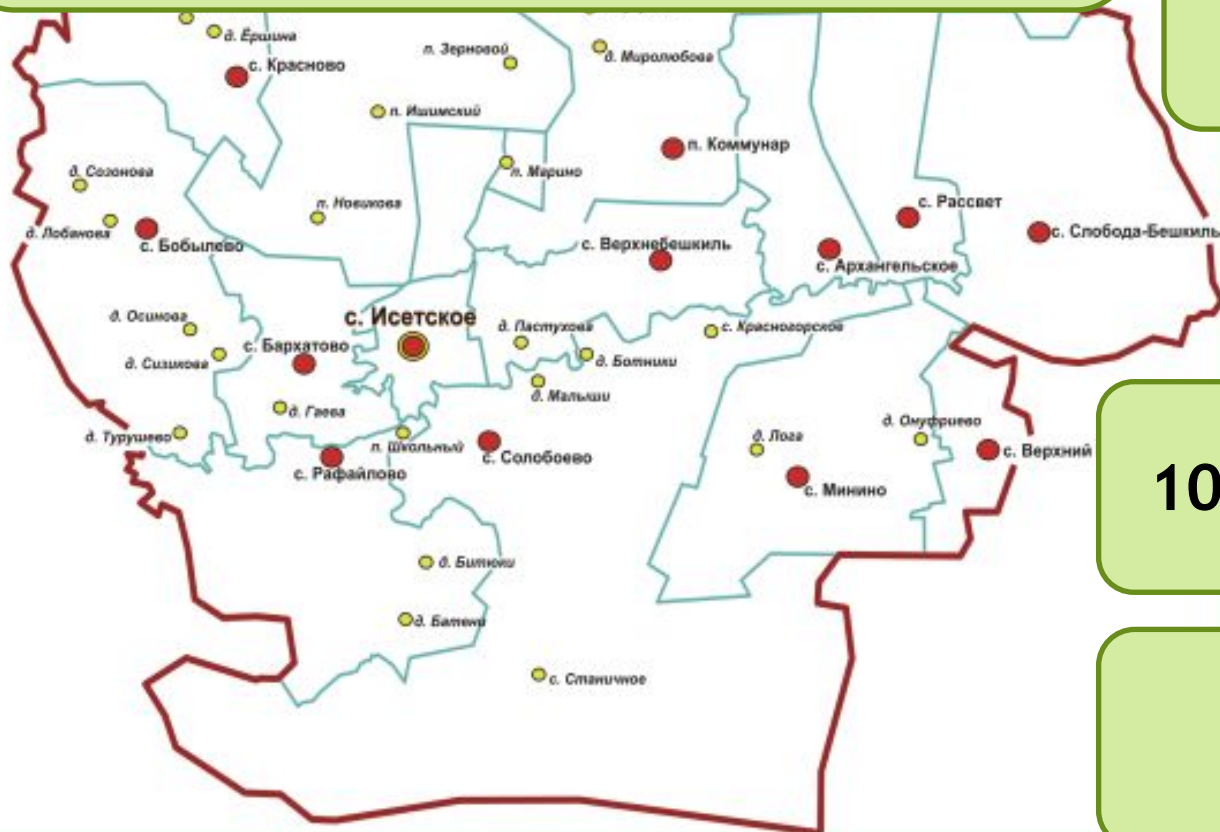 д. Ёршина
с. Красново
п. Зерновой
д. Миролюбова
п. Ишимский
п. Коммунар
д. Созонова
п. Марино
п. Новикова
с. Рассвет
д. Лобанова
с. Бобылево
с. Верхнебешкиль
с. Слобода-Бешкиль
с. Архангельское
д. Осинова
с. Исетское
д. Пастухова
с. Красногорское
с. Бархатово
д. Сизикова
д. Ботники
д. Малыши
д. Гаева
д. Турушево
п. Школьный
д. Лога
д. Онуфриево
с. Рафайлово
с. Солобоево
с. Верхний
с. Минино
10
д. Битюки
д. Батени
с. Станичное